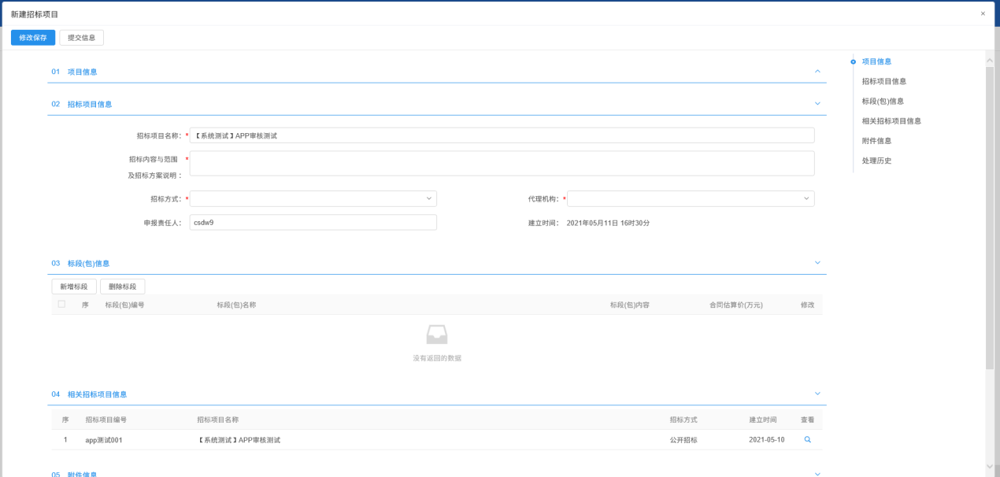 新建招标项目
×
修改保存 提交信息
01 项目信息
项目信息
招标项目信息
标段(包)信息
相关招标项目信息
附件信息
处理历史
02 招标项目信息
招标项目名称：* 【系统测试】APP审核测试
招标内容与范围 *
及招标方案说明：
招标方式：* 代理机构：*
申报责任人： csdw9 建立时间： 2021年05月11日 16时30分
03 标段(包)信息
新增标段 删除标段
序 标段(包)编号 标段(包)名称 标段(包)内容 合同估算价(万元) 修改
没有返回的数据
04 相关招标项目信息
序 招标项目编号 招标项目名称 招标方式 建立时间 查看
1 app测试001 【系统测试】APP审核测试 公开招标 2021-05-10
05 附件信息